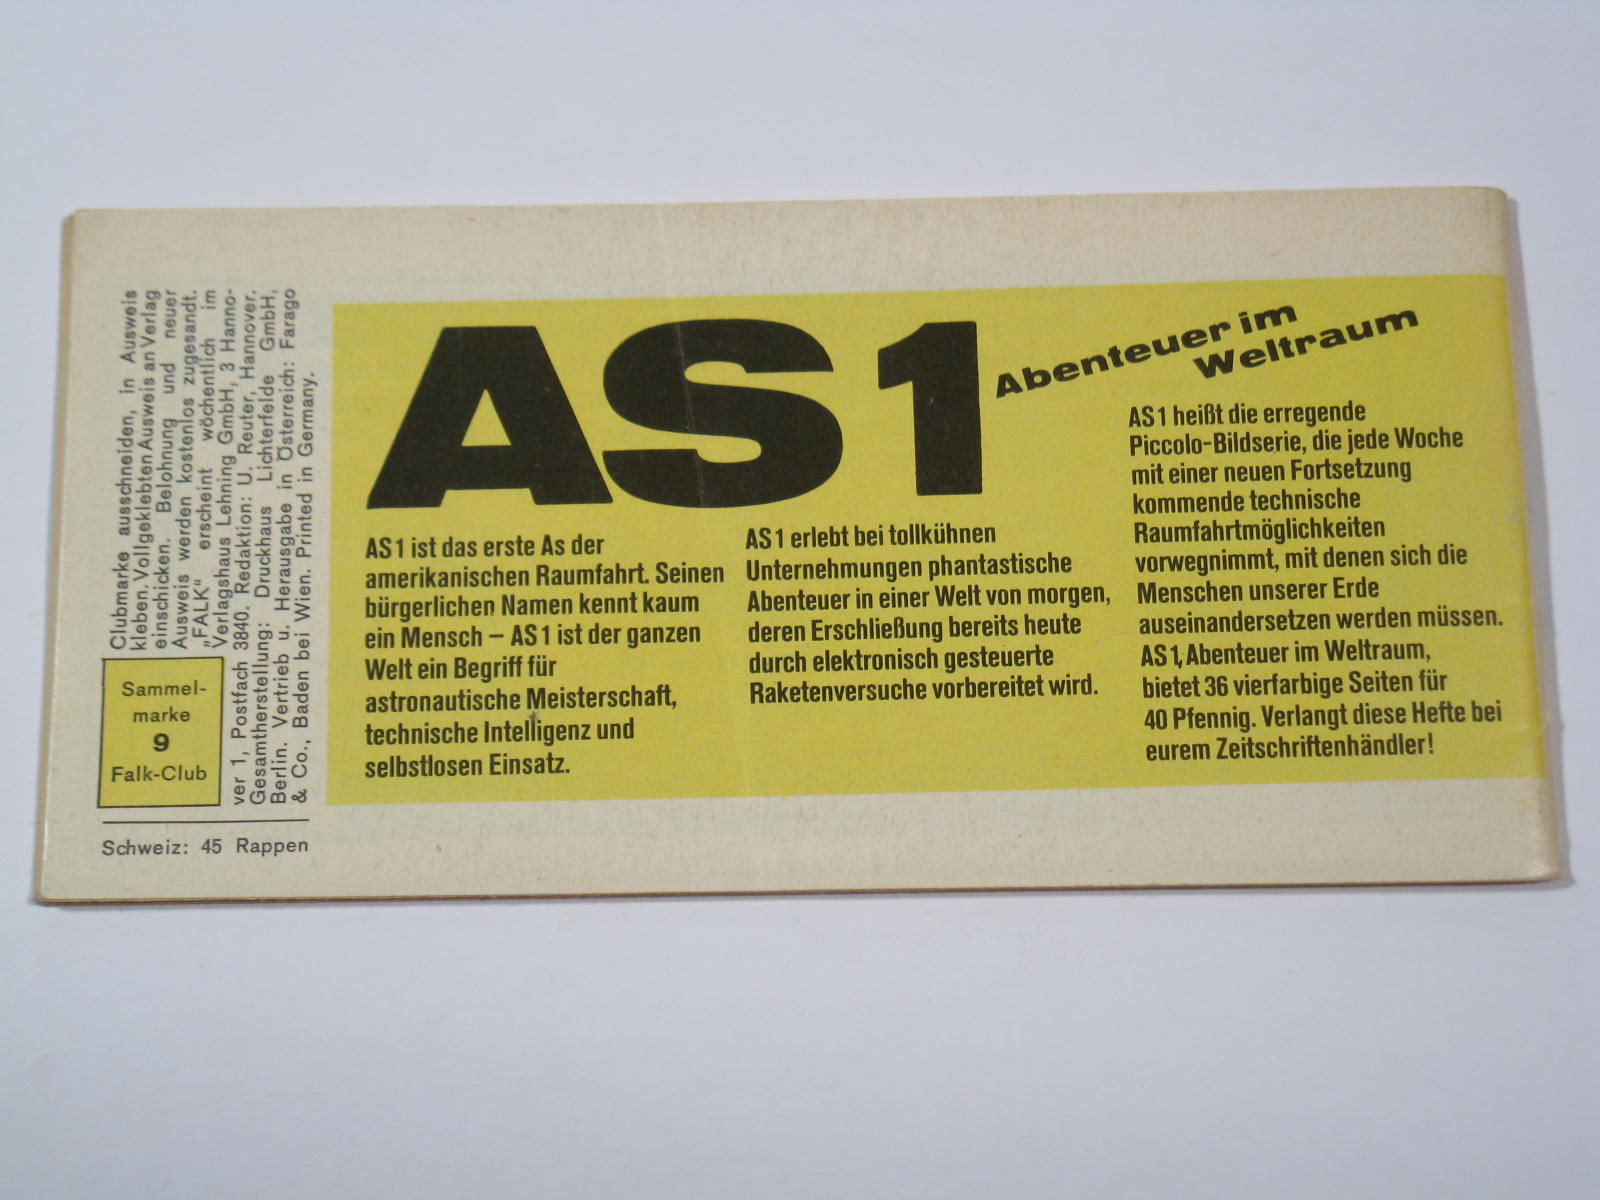 Clubmarke ausschneiden, in Ausweis
kleben. Vollgeklebten Ausweis an Verlag
einschicken. Belohnung und neuer
Ausweis werden kostenlos zugesandt.
„FALK“ erscheint wöchentlich im
Verlagshaus Lehning GmbH, 3 Hanno-
ver 1, Postfach 3840. Redaktion: U. Reuter, Hannover.
Gesamtherstellung: Druckhaus Lichterfelde GmbH,
Berlin. Vertrieb u. Herausgabe in Österreich: Farago
& Co., Baden bei Wien. Printed in Germany.
Sammel-
marke
9
Falk-Club
Schweiz: 45 Rappen
AS 1
Abenteuer im
Weltraum
AS 1 ist das erste As der
amerikanischen Raumfahrt. Seinen
bürgerlichen Namen kennt kaum
ein Mensch – AS 1 ist der ganzen
Welt ein Begriff für
astronautische Meisterschaft,
technische Intelligenz und
selbstlosen Einsatz.
AS 1 erlebt bei tollkühnen
Unternehmungen phantastische
Abenteuer in einer Welt von morgen,
deren Erschließung bereits heute
durch elektronisch gesteuerte
Raketenversuche vorbereitet wird.
AS 1 heißt die erregende
Piccolo-Bildserie, die jede Woche
mit einer neuen Fortsetzung
kommende technische
Raumfahrtmöglichkeiten
vorwegnimmt, mit denen sich die
Menschen unserer Erde
auseinandersetzen werden müssen.
AS 1, Abenteuer im Weltraum,
bietet 36 vierfarbige Seiten für
40 Pfennig. Verlangt diese Hefte bei
eurem Zeitschriftenhändler!